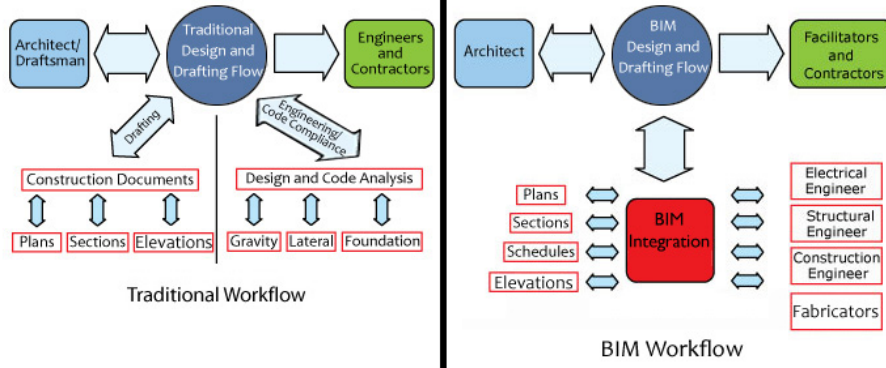 Architect/
Draftsman
Traditional
Design and
Drafting Flow
Engineers
and
Contractors
Drafting
Engineering/
Code Compliance
Construction Documents
Design and Code Analysis
Plans
Sections
Elevations
Gravity
Lateral
Foundation
Traditional Workflow
Architect
BIM
Design and
Drafting Flow
Facilitators
and
Contractors
Plans
Sections
Schedules
Elevations
BIM
Integration
Electrical
Engineer
Structural
Engineer
Construction
Engineer
Fabricators
BIM Workflow